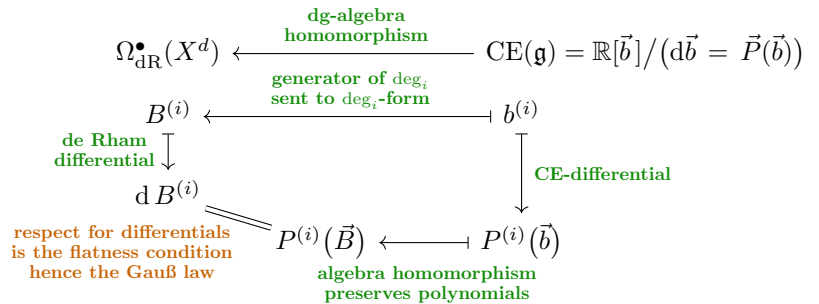 dg-algebra
homomorphism
Ω•dR(X^d) ← CE(𝔤) = ℝ[b⃗]/(db⃗ = P⃗(b⃗))
generator of deg_i
sent to deg_i-form
B^(i) ⟻ b^(i)
de Rham
differential
CE-differential
d B^(i)
respect for differentials
is the flatness condition
hence the Gauß law
P^(i)(B⃗) ⟻ P^(i)(b⃗)
algebra homomorphism
preserves polynomials